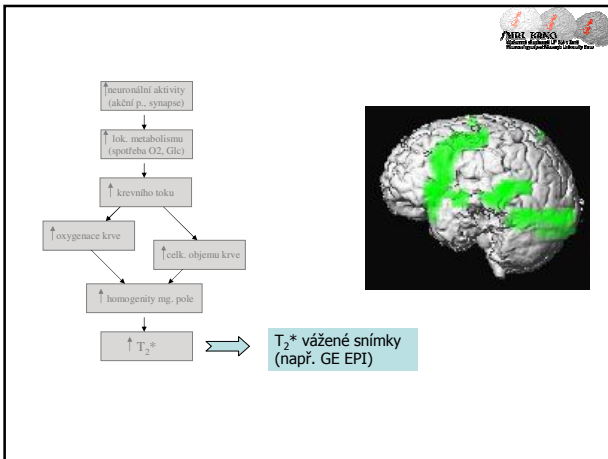 fMRI BRNO
↑neuronální aktivity
(akční p., synapse)
↑ lok. metabolismu
(spotřeba O2, Glc)
↑ krevního toku
↑oxygenace krve
↑celk. objemu krve
↑homogenity mg. pole
↑ T₂*
T₂* vážené snímky
(např. GE EPI)